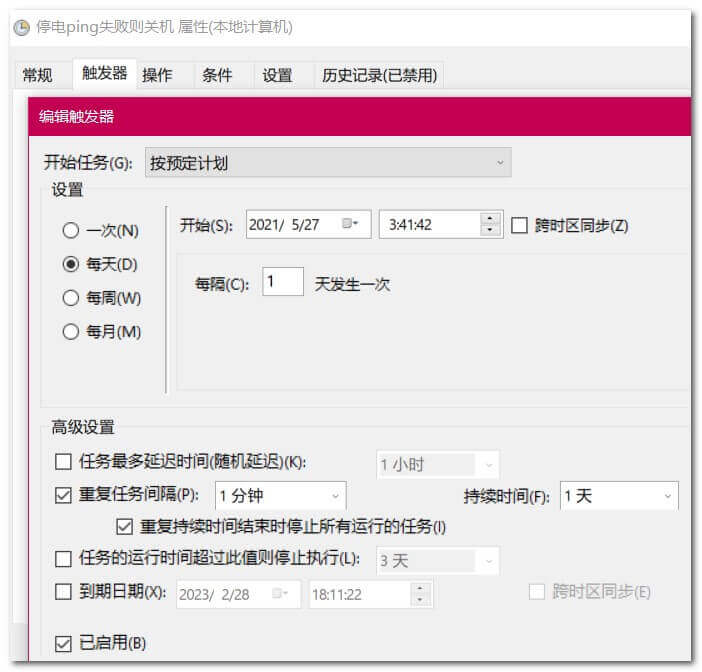 停电ping失败则关机 属性(本地计算机)
常规 触发器 操作 条件 设置 历史记录(已禁用)
编辑触发器
开始任务(G): 按预定计划
设置
一次(N)
开始(S): 2021/ 5/27 3:41:42 跨时区同步(Z)
每天(D)
每隔(C): 1 天发生一次
每周(W)
每月(M)
高级设置
任务最多延迟时间(随机延迟)(K): 1 小时
重复任务间隔(P): 1 分钟 持续时间(F): 1 天
重复持续时间结束时停止所有运行的任务(I)
任务的运行时间超过此值则停止执行(L): 3 天
到期日期(X): 2023/ 2/28 18:11:22 跨时区同步(E)
已启用(B)